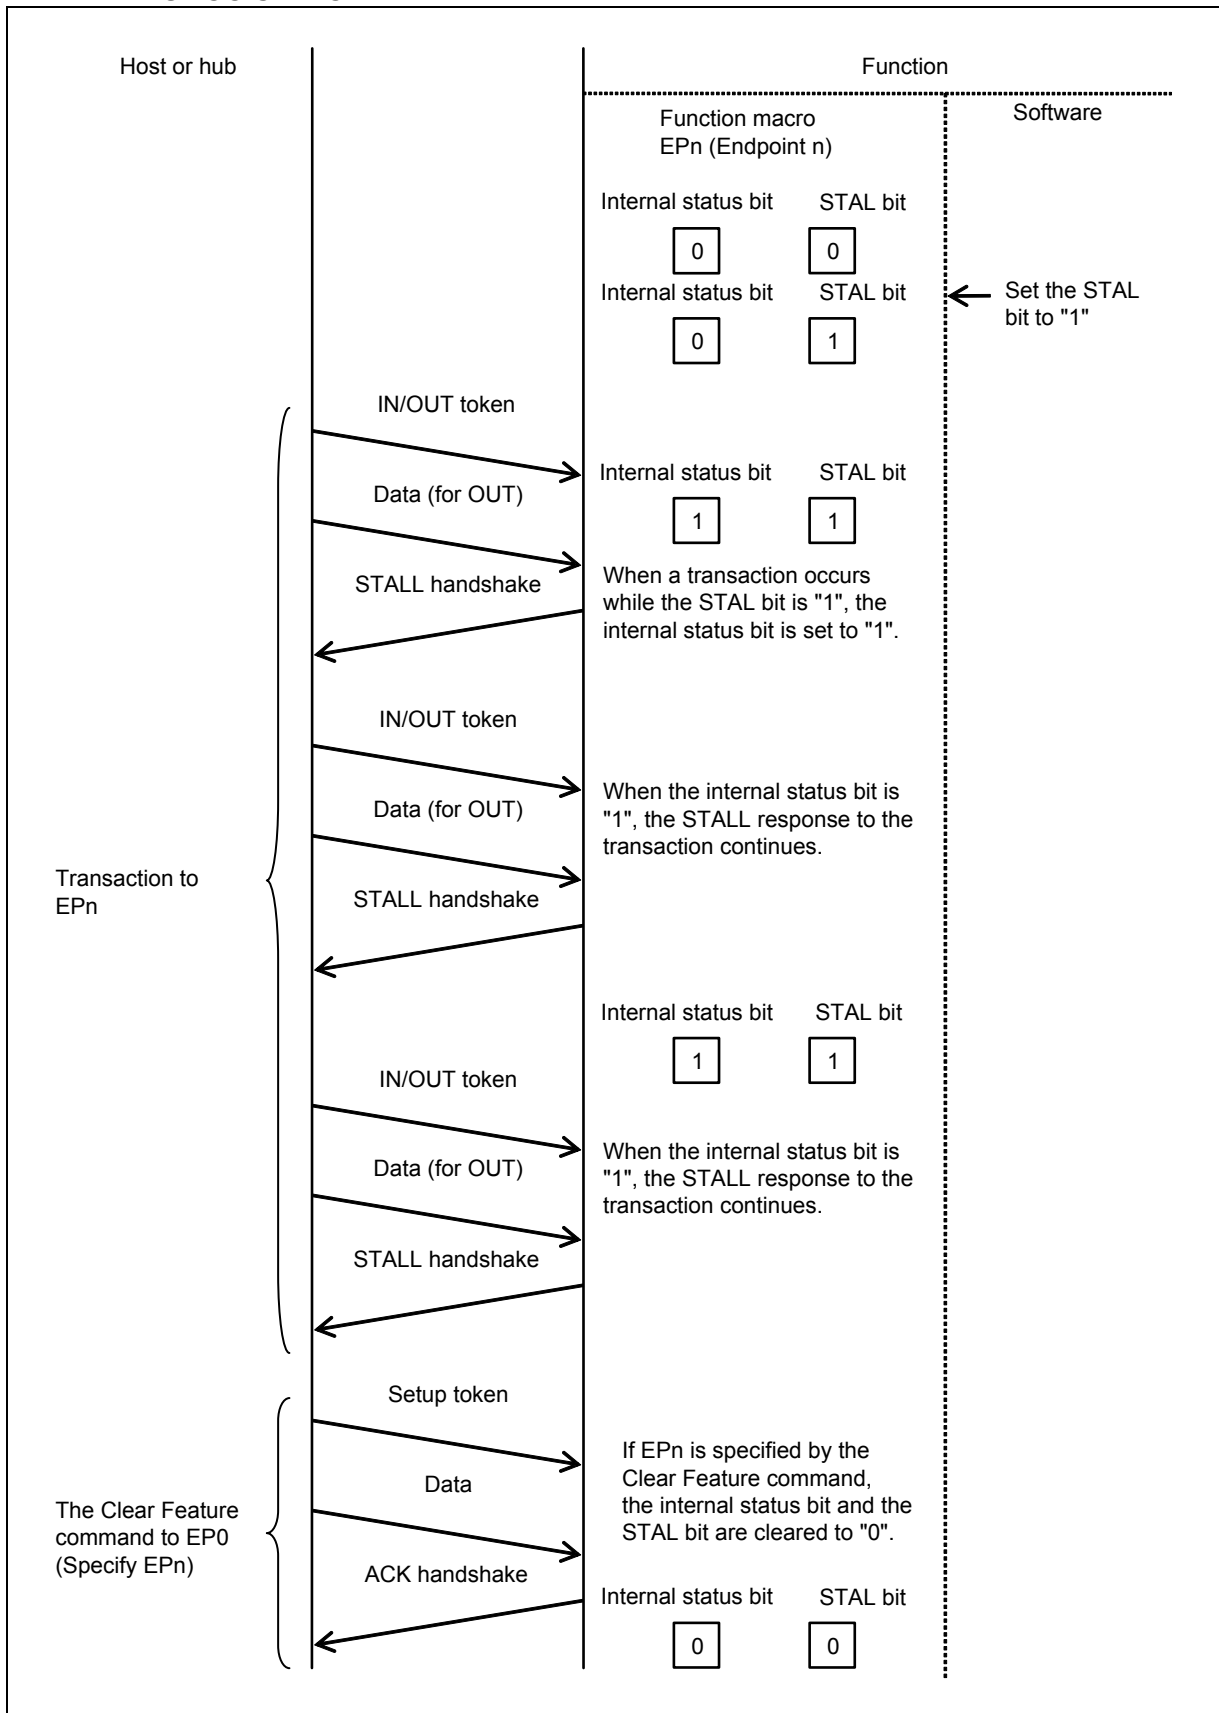 Host or hub
Function
Software
Function macro
EPn (Endpoint n)
Internal status bit STAL bit
0 0
Internal status bit STAL bit
Set the STAL
bit to "1"
0 1
IN/OUT token
Internal status bit STAL bit
Data (for OUT)
1 1
STALL handshake
When a transaction occurs
while the STAL bit is "1", the
internal status bit is set to "1".
IN/OUT token
When the internal status bit is
"1", the STALL response to the
transaction continues.
Data (for OUT)
Transaction to
EPn
STALL handshake
Internal status bit STAL bit
1 1
IN/OUT token
When the internal status bit is
"1", the STALL response to the
transaction continues.
Data (for OUT)
STALL handshake
Setup token
If EPn is specified by the
Clear Feature command,
the internal status bit and the
STAL bit are cleared to "0".
Data
The Clear Feature
command to EP0
(Specify EPn)
ACK handshake
Internal status bit STAL bit
0 0